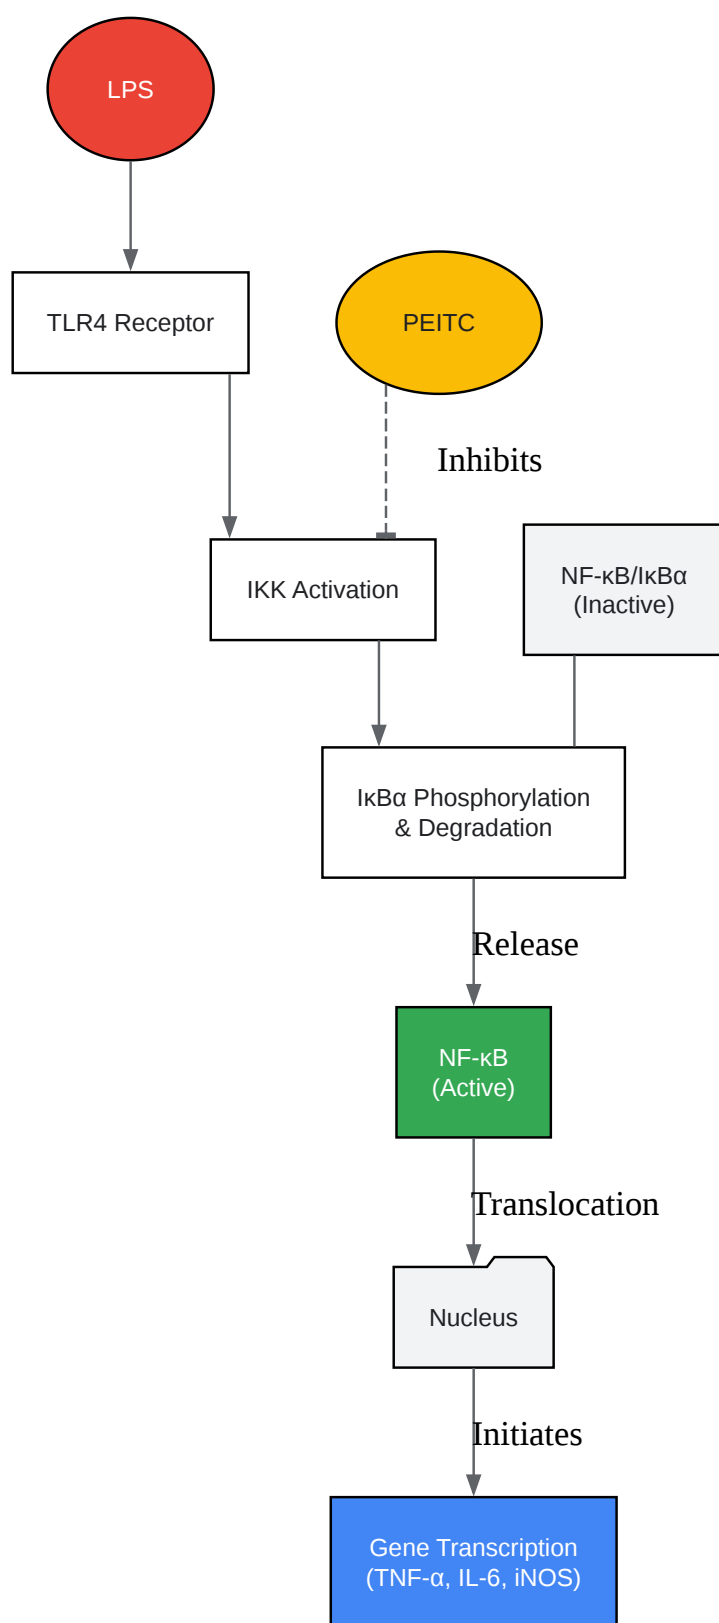 LPS
TLR4 Receptor
PEITC
Inhibits
IKK Activation
NF-κB/IκBα
(Inactive)
IκBα Phosphorylation
& Degradation
Release
NF-κB
(Active)
Translocation
Nucleus
Initiates
Gene Transcription
(TNF-α, IL-6, iNOS)